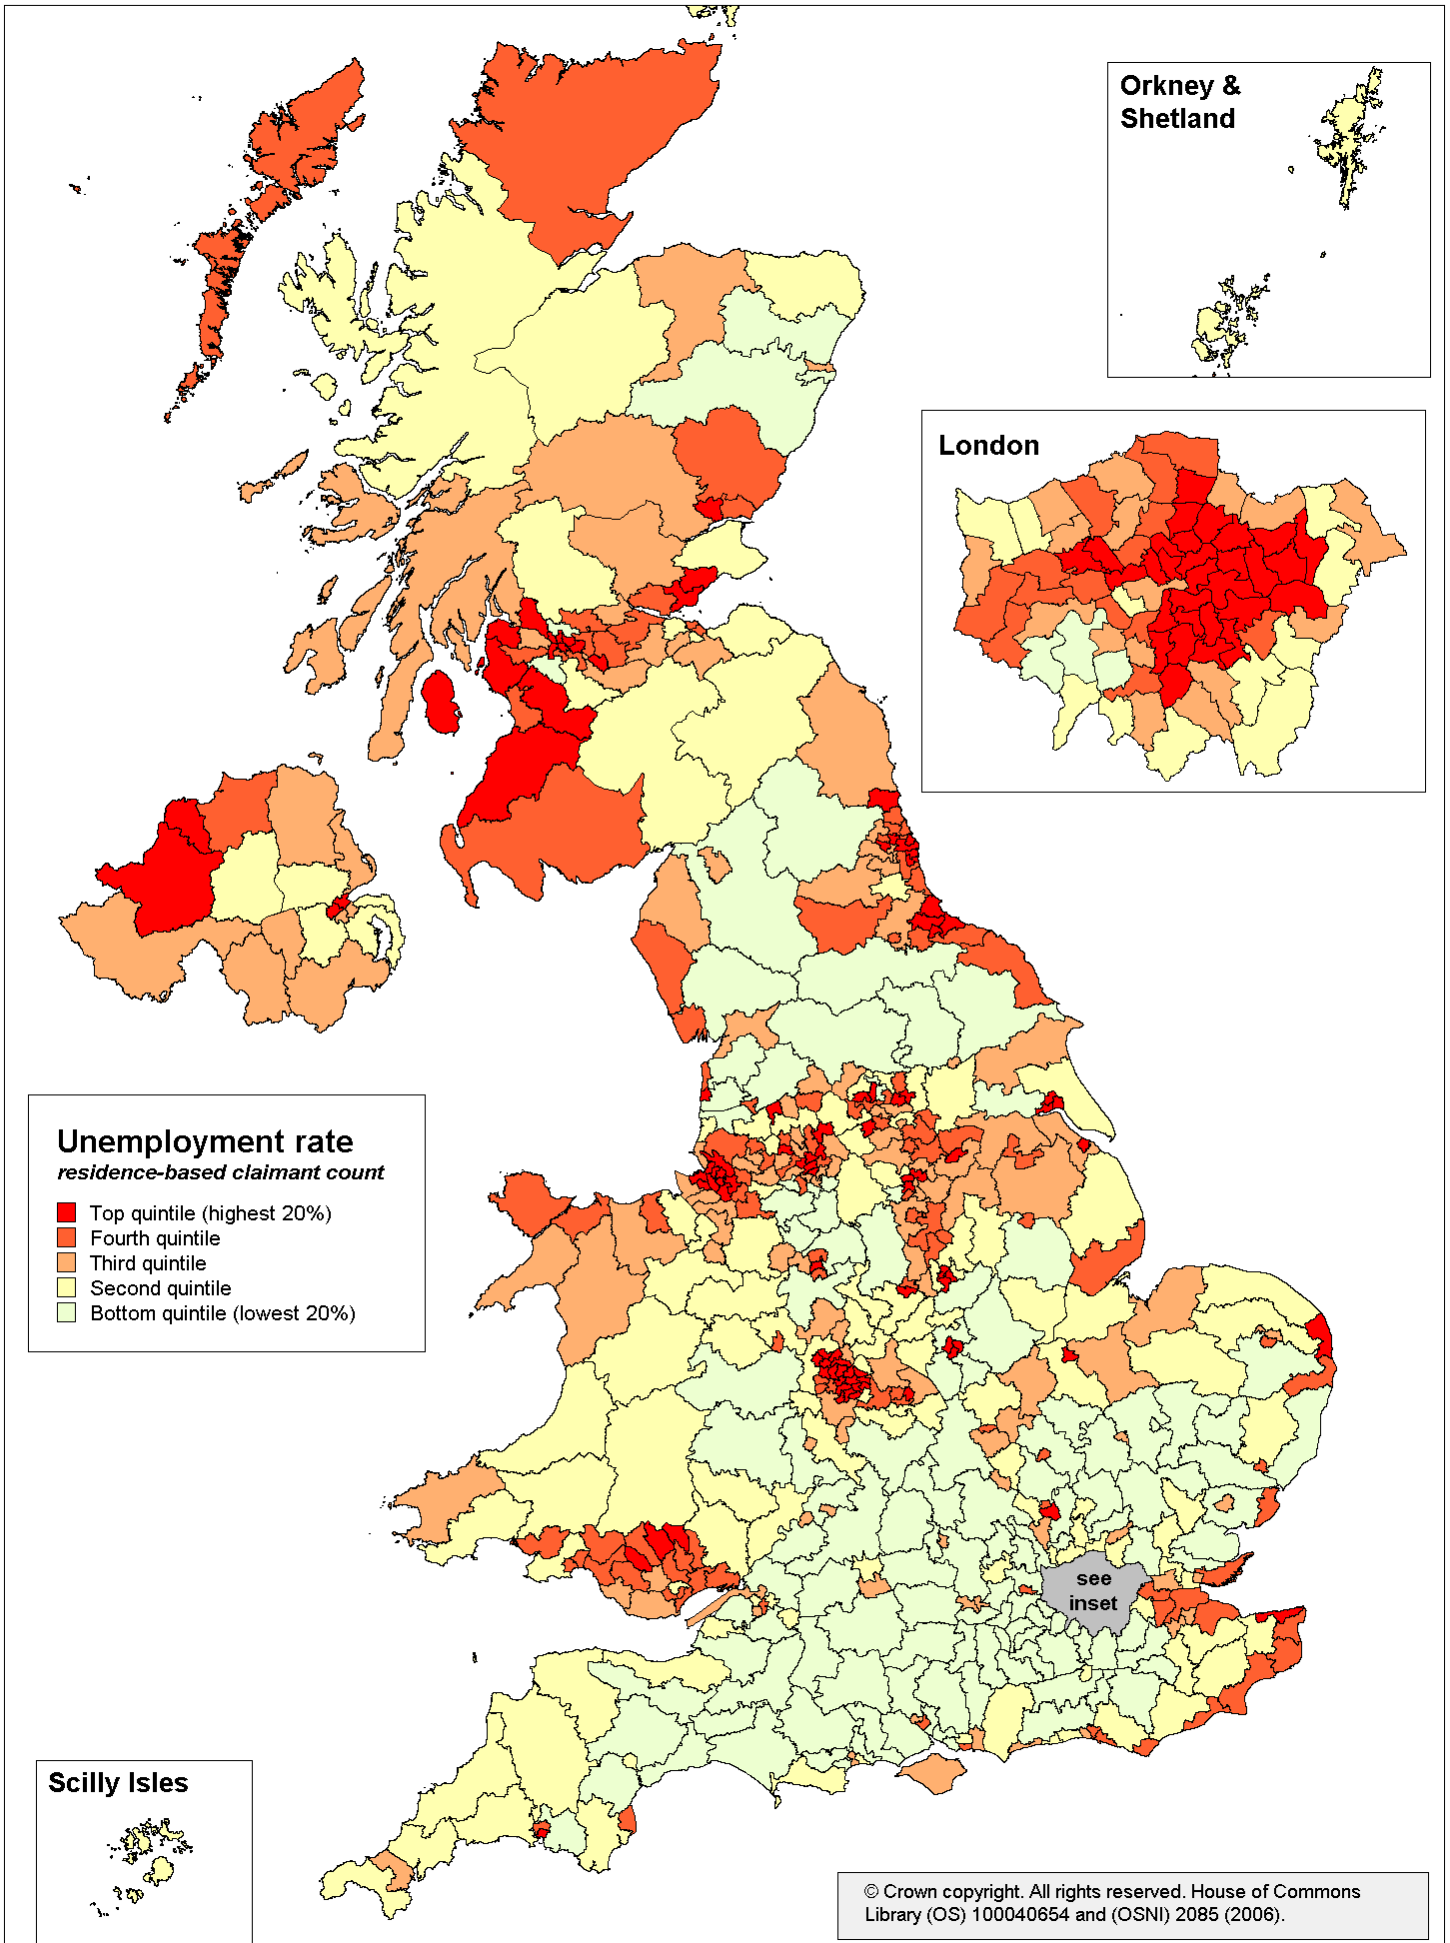 Orkney &
Shetland
London
Unemployment rate
residence-based claimant count
Top quintile (highest 20%)
Fourth quintile
Third quintile
Second quintile
Bottom quintile (lowest 20%)
see
inset
Scilly Isles
© Crown copyright. All rights reserved. House of Commons
Library (OS) 100040654 and (OSNI) 2085 (2006).